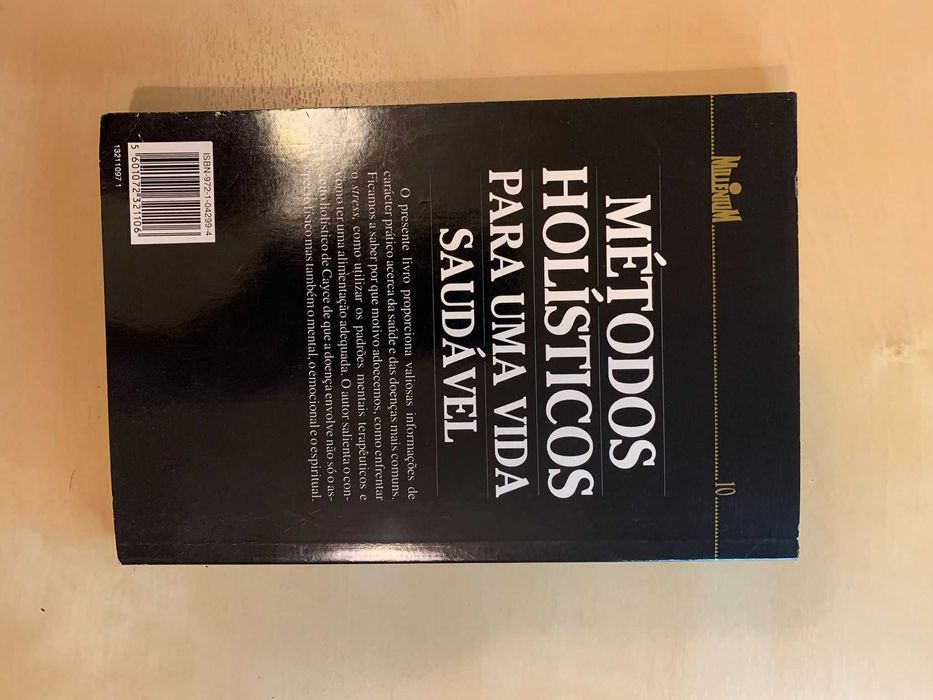 MILLENIUM
10
MÉTODOS
HOLÍSTICOS
PARA UMA VIDA
SAUDÁVEL
O presente livro proporciona valiosas informações de
carácter prático acerca da saúde e das doenças mais comuns.
Ficamos a saber por que motivo adoecemos, como enfrentar
o stress, como utilizar os padrões mentais terapêuticos e
como ter uma alimentação adequada. O autor salienta o con-
ceito holístico de Cayce de que a doença envolve não só o as-
pecto físico mas também o mental, o emocional e o espiritual.
ISBN-972-1-04299-4
5 601072 321106
13211097 1